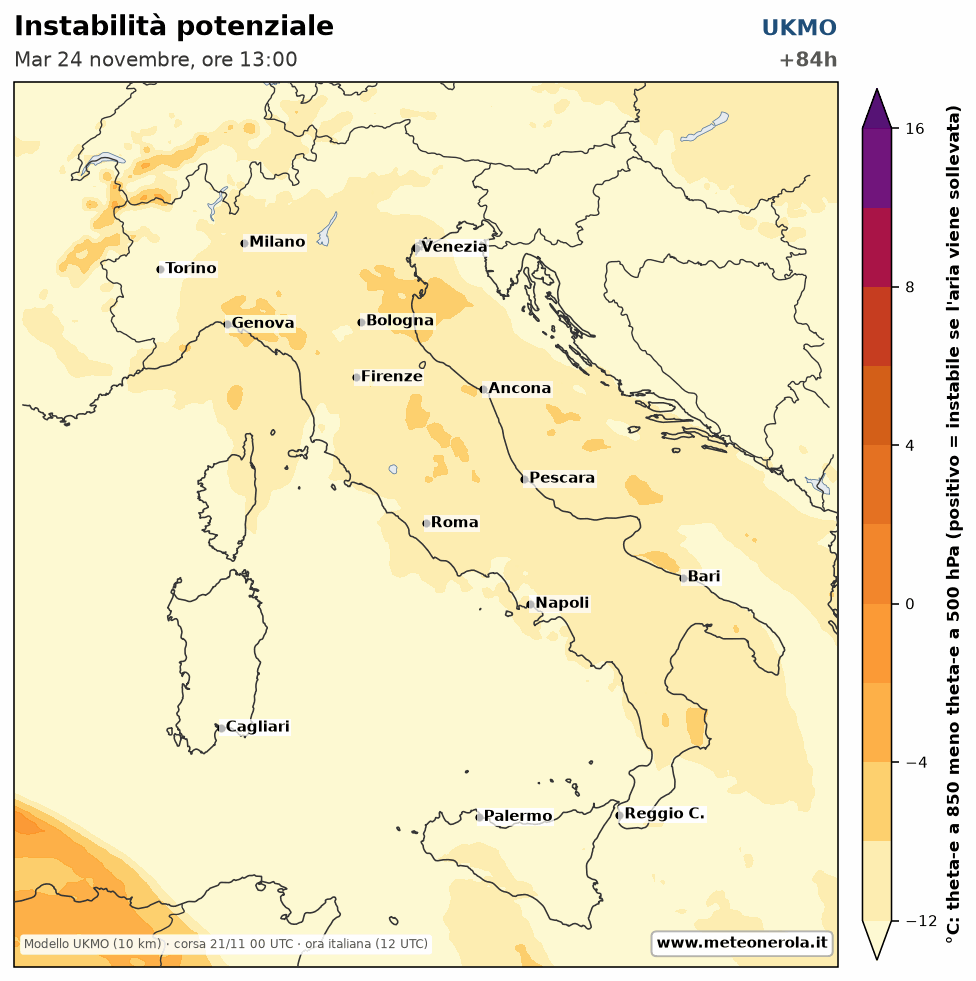 Instabilità potenziale
UKMO
Mar 24 novembre, ore 13:00
+84h
Milano
Venezia
Torino
Genova
Bologna
Firenze
Ancona
Pescara
Roma
Bari
Napoli
Cagliari
Palermo
Reggio C.
16
8
4
0
−4
−12
°C: theta-e a 850 meno theta-e a 500 hPa (positivo = instabile se l'aria viene sollevata)
Modello UKMO (10 km) · corsa 21/11 00 UTC · ora italiana (12 UTC)
www.meteonerola.it